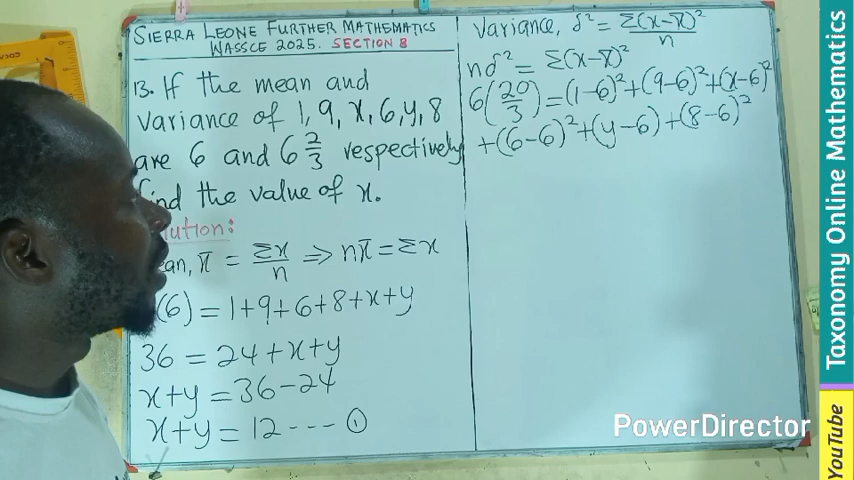 SIERRA LEONE FURTHER MATHEMATICS
WASSCE 2025. SECTION B
13. If the mean and
variance of 1, 9, x, 6, y, 8
are 6 and 6 2/3 respectively
find the value of x.
lution:
an, x̄ = Σx/n ⇒ nx̄ = Σx
(6) = 1+9+6+8+x+y
36 = 24+x+y
x+y = 36-24
x+y = 12 --- ①
Variance, δ² = Σ(x-x̄)²/n
nδ² = Σ(x-x̄)²
6(20/3) = (1-6)²+(9-6)²+(x-6)²
+(6-6)²+(y-6)+(8-6)²
PowerDirector
Taxonomy Online Mathematics
YouTube